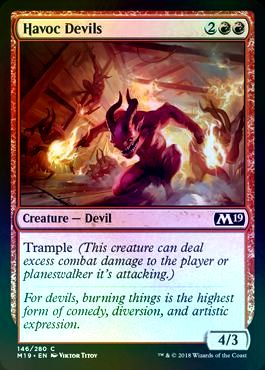 Havoc Devils 2
Creature — Devil M19
Trample (This creature can deal
excess combat damage to the
player or
planeswalker it's attacking.)
For devils, burning things is the highest
form of comedy, diversion, and artistic
expression.
4/3
146/280 C
M19 • EN Viktor Titov
™ & © 2018 Wizards of the Coast